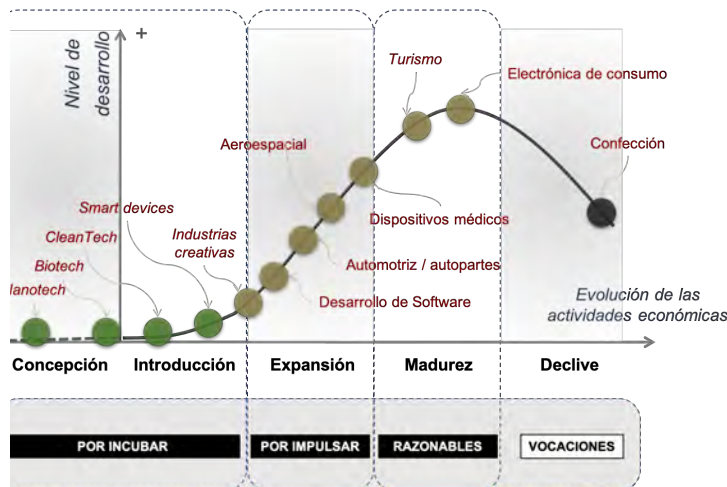 +
Nivel de
desarrollo
Turismo
Electrónica de consumo
Aeroespacial
Confección
Smart devices
Dispositivos médicos
CleanTech
Industrias
creativas
Biotech
Automotriz / autopartes
lanotech
Desarrollo de Software
Evolución de las
actividades económicas
Concepción Introducción Expansión Madurez Declive
POR INCUBAR POR IMPULSAR RAZONABLES VOCACIONES